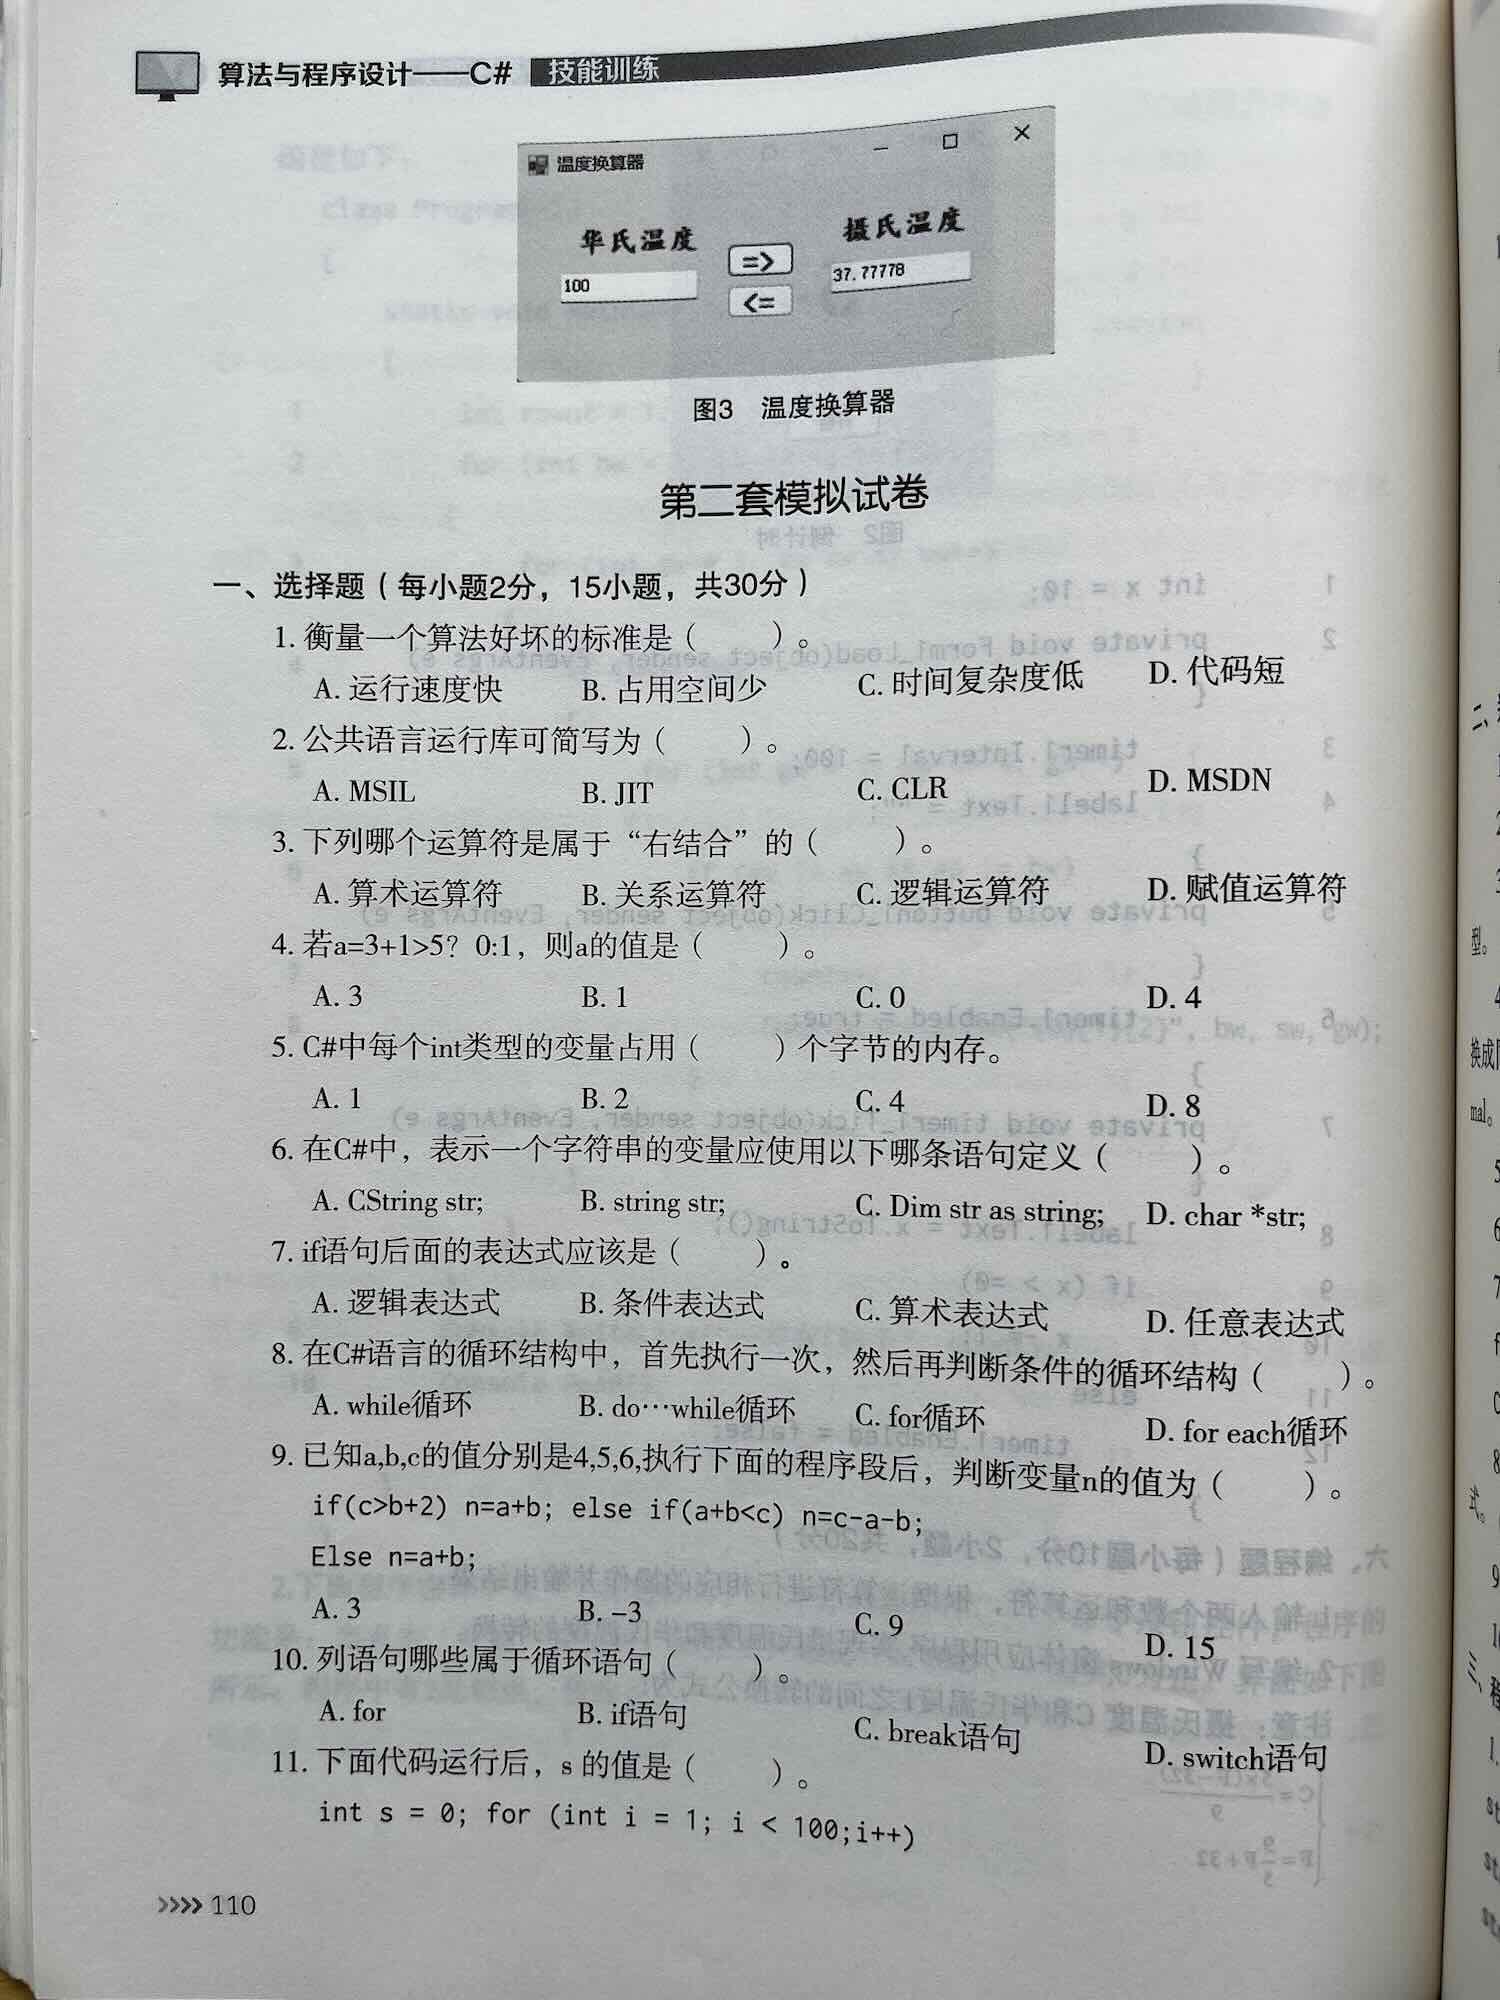 算法与程序设计——C# 技能训练
温度换算器
华氏温度 摄氏温度
100 => 37.77778
<=
图3 温度换算器
第二套模拟试卷
一、选择题（每小题2分，15小题，共30分）
1. 衡量一个算法好坏的标准是（ ）。
A. 运行速度快 B. 占用空间少 C. 时间复杂度低 D. 代码短
2. 公共语言运行库可简写为（ ）。
A. MSIL B. JIT C. CLR D. MSDN
3. 下列哪个运算符是属于“右结合”的（ ）。
A. 算术运算符 B. 关系运算符 C. 逻辑运算符 D. 赋值运算符
4. 若a=3+1>5？0:1，则a的值是（ ）。
A. 3 B. 1 C. 0 D. 4
5. C#中每个int类型的变量占用（ ）个字节的内存。
A. 1 B. 2 C. 4 D. 8
6. 在C#中，表示一个字符串的变量应使用以下哪条语句定义（ ）。
A. CString str; B. string str; C. Dim str as string; D. char *str;
7. if语句后面的表达式应该是（ ）。
A. 逻辑表达式 B. 条件表达式 C. 算术表达式 D. 任意表达式
8. 在C#语言的循环结构中，首先执行一次，然后再判断条件的循环结构（ ）。
A. while循环 B. do…while循环 C. for循环 D. for each循环
9. 已知a,b,c的值分别是4,5,6,执行下面的程序段后，判断变量n的值为（ ）。
if(c>b+2) n=a+b; else if(a+b<c) n=c-a-b;
Else n=a+b;
A. 3 B. -3 C. 9 D. 15
10. 列语句哪些属于循环语句（ ）。
A. for B. if语句 C. break语句 D. switch语句
11. 下面代码运行后，s 的值是（ ）。
int s = 0; for (int i = 1; i < 100;i++)
>>>> 110